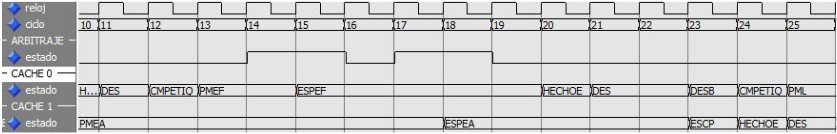 reloj
ciclo 10 11 12 13 14 15 16 17 18 19 20 21 22 23 24 25
ARBITRAJE
estado
CACHE 0
estado H... DES CMPETIQ PMEF ESPEF HECHOE DES DESB CMPETIQ PML
CACHE 1
estado PMEA ESPEA ESCP HECHOE DES